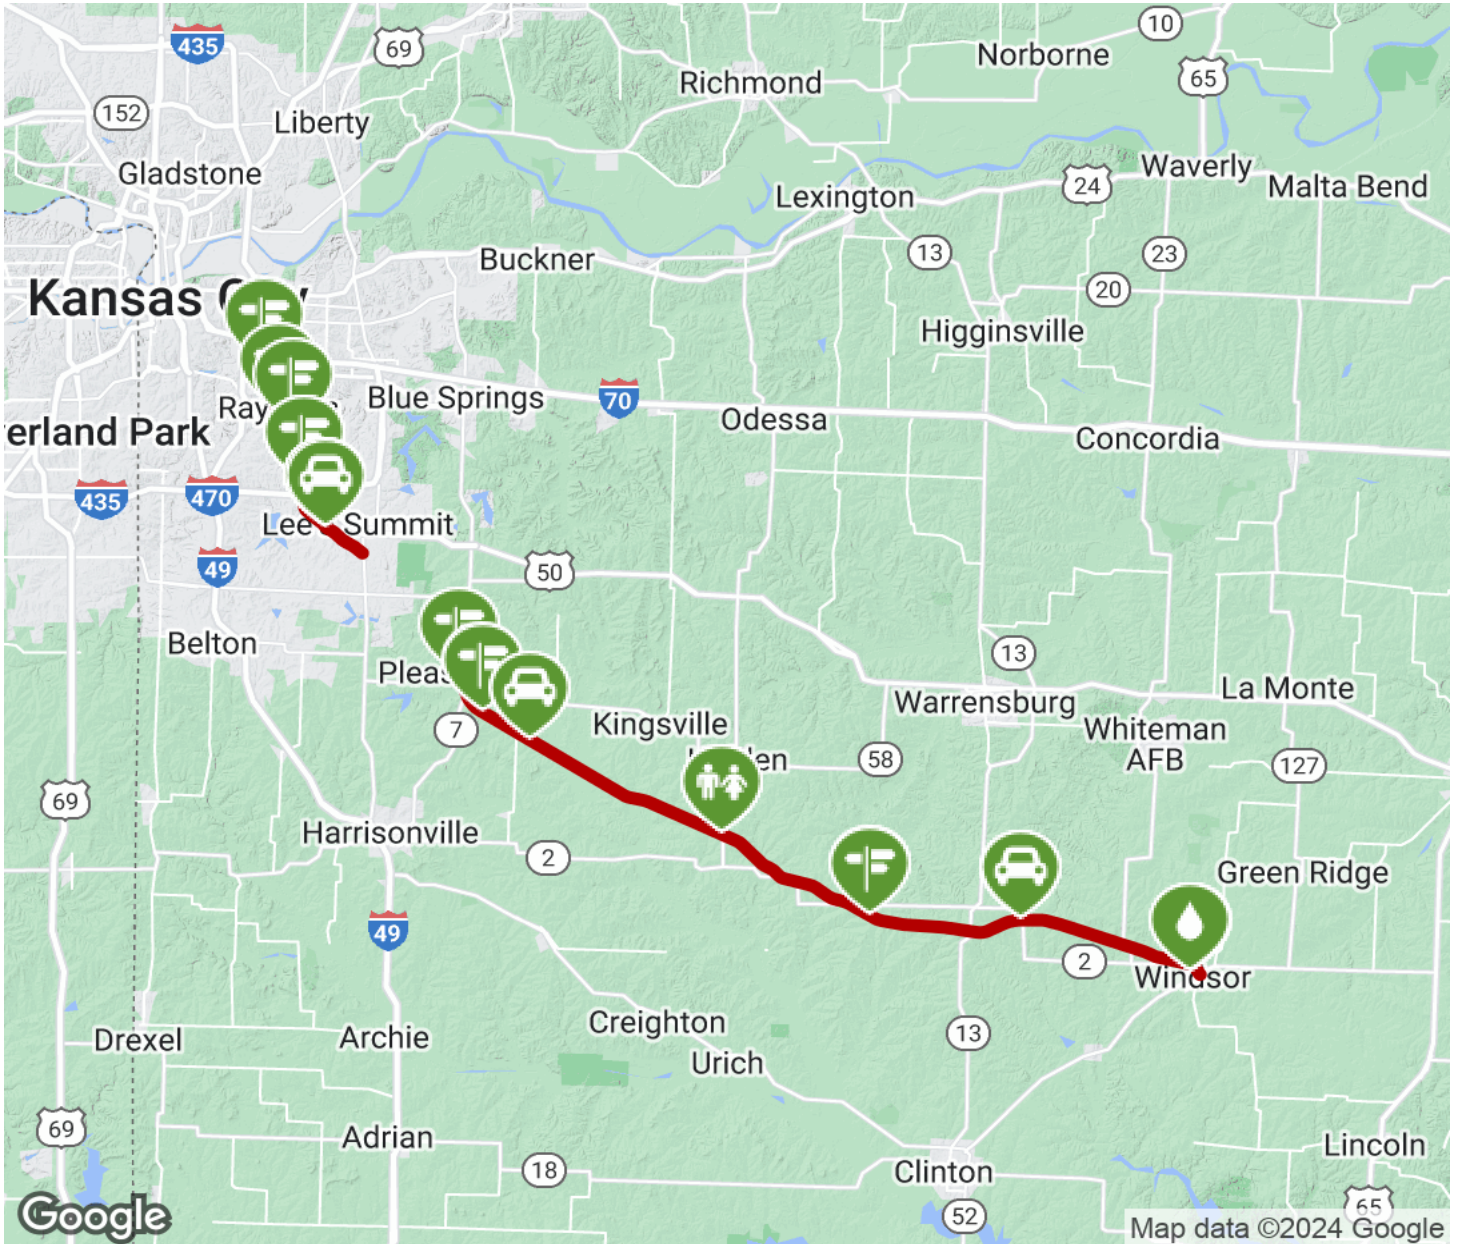 10
435
69
Norborne
Richmond
65
152
Liberty
Gladstone
Waverly
24
Malta Bend
Lexington
13
23
Buckner
20
Kansas
Higginsville
70
Blue Springs
Odessa
erland Park
Concordia
435
470
Lee
Summit
49
50
Belton
13
Warrensburg
La Monte
Kingsville
7
Whiteman
AFB
58
127
69
Harrisonville
2
Green Ridge
49
2
Windsor
Creighton
13
Drexel
Archie
Urich
69
Adrian
Lincoln
18
Clinton
65
52
Google
Map data ©2024 Google